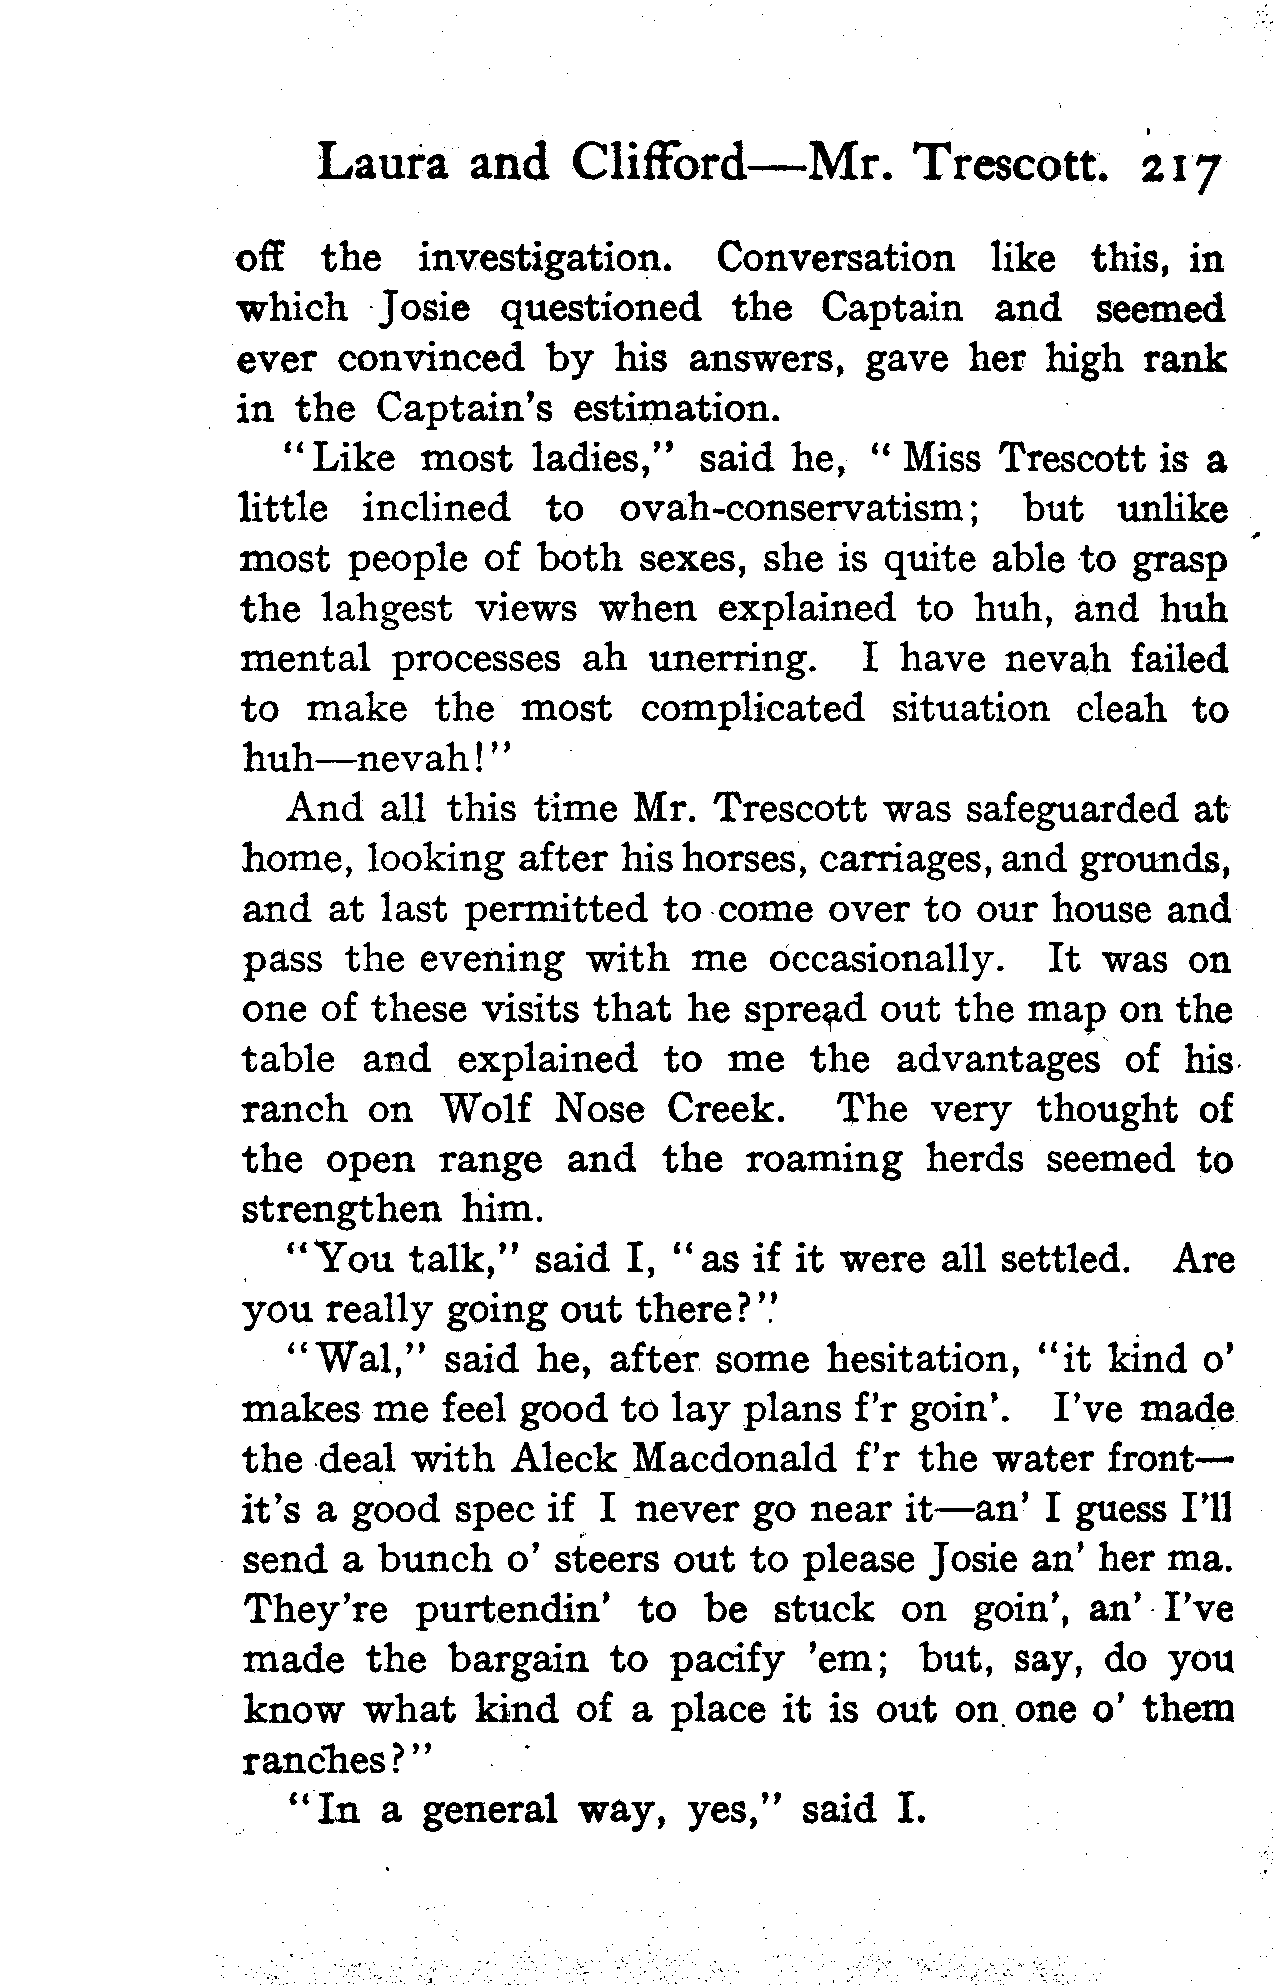 Laura and Clifford—Mr. Trescott. 217
off the investigation. Conversation like this, in
which Josie questioned the Captain and seemed
ever convinced by his answers, gave her high rank
in the Captain's estimation.
"Like most ladies," said he, "Miss Trescott is a
little inclined to ovah-conservatism; but unlike
most people of both sexes, she is quite able to grasp
the lahgest views when explained to huh, and huh
mental processes ah unerring. I have nevah failed
to make the most complicated situation cleah to
huh—nevah!"
And all this time Mr. Trescott was safeguarded at
home, looking after his horses, carriages, and grounds,
and at last permitted to come over to our house and
pass the evening with me occasionally. It was on
one of these visits that he spread out the map on the
table and explained to me the advantages of his
ranch on Wolf Nose Creek. The very thought of
the open range and the roaming herds seemed to
strengthen him.
"You talk," said I, "as if it were all settled. Are
you really going out there?"
"Wal," said he, after some hesitation, "it kind o'
makes me feel good to lay plans f'r goin'. I've made
the deal with Aleck Macdonald f'r the water front—
it's a good spec if I never go near it—an' I guess I'll
send a bunch o' steers out to please Josie an' her ma.
They're purtendin' to be stuck on goin', an' I've
made the bargain to pacify 'em; but, say, do you
know what kind of a place it is out on one o' them
ranches?"
"In a general way, yes," said I.